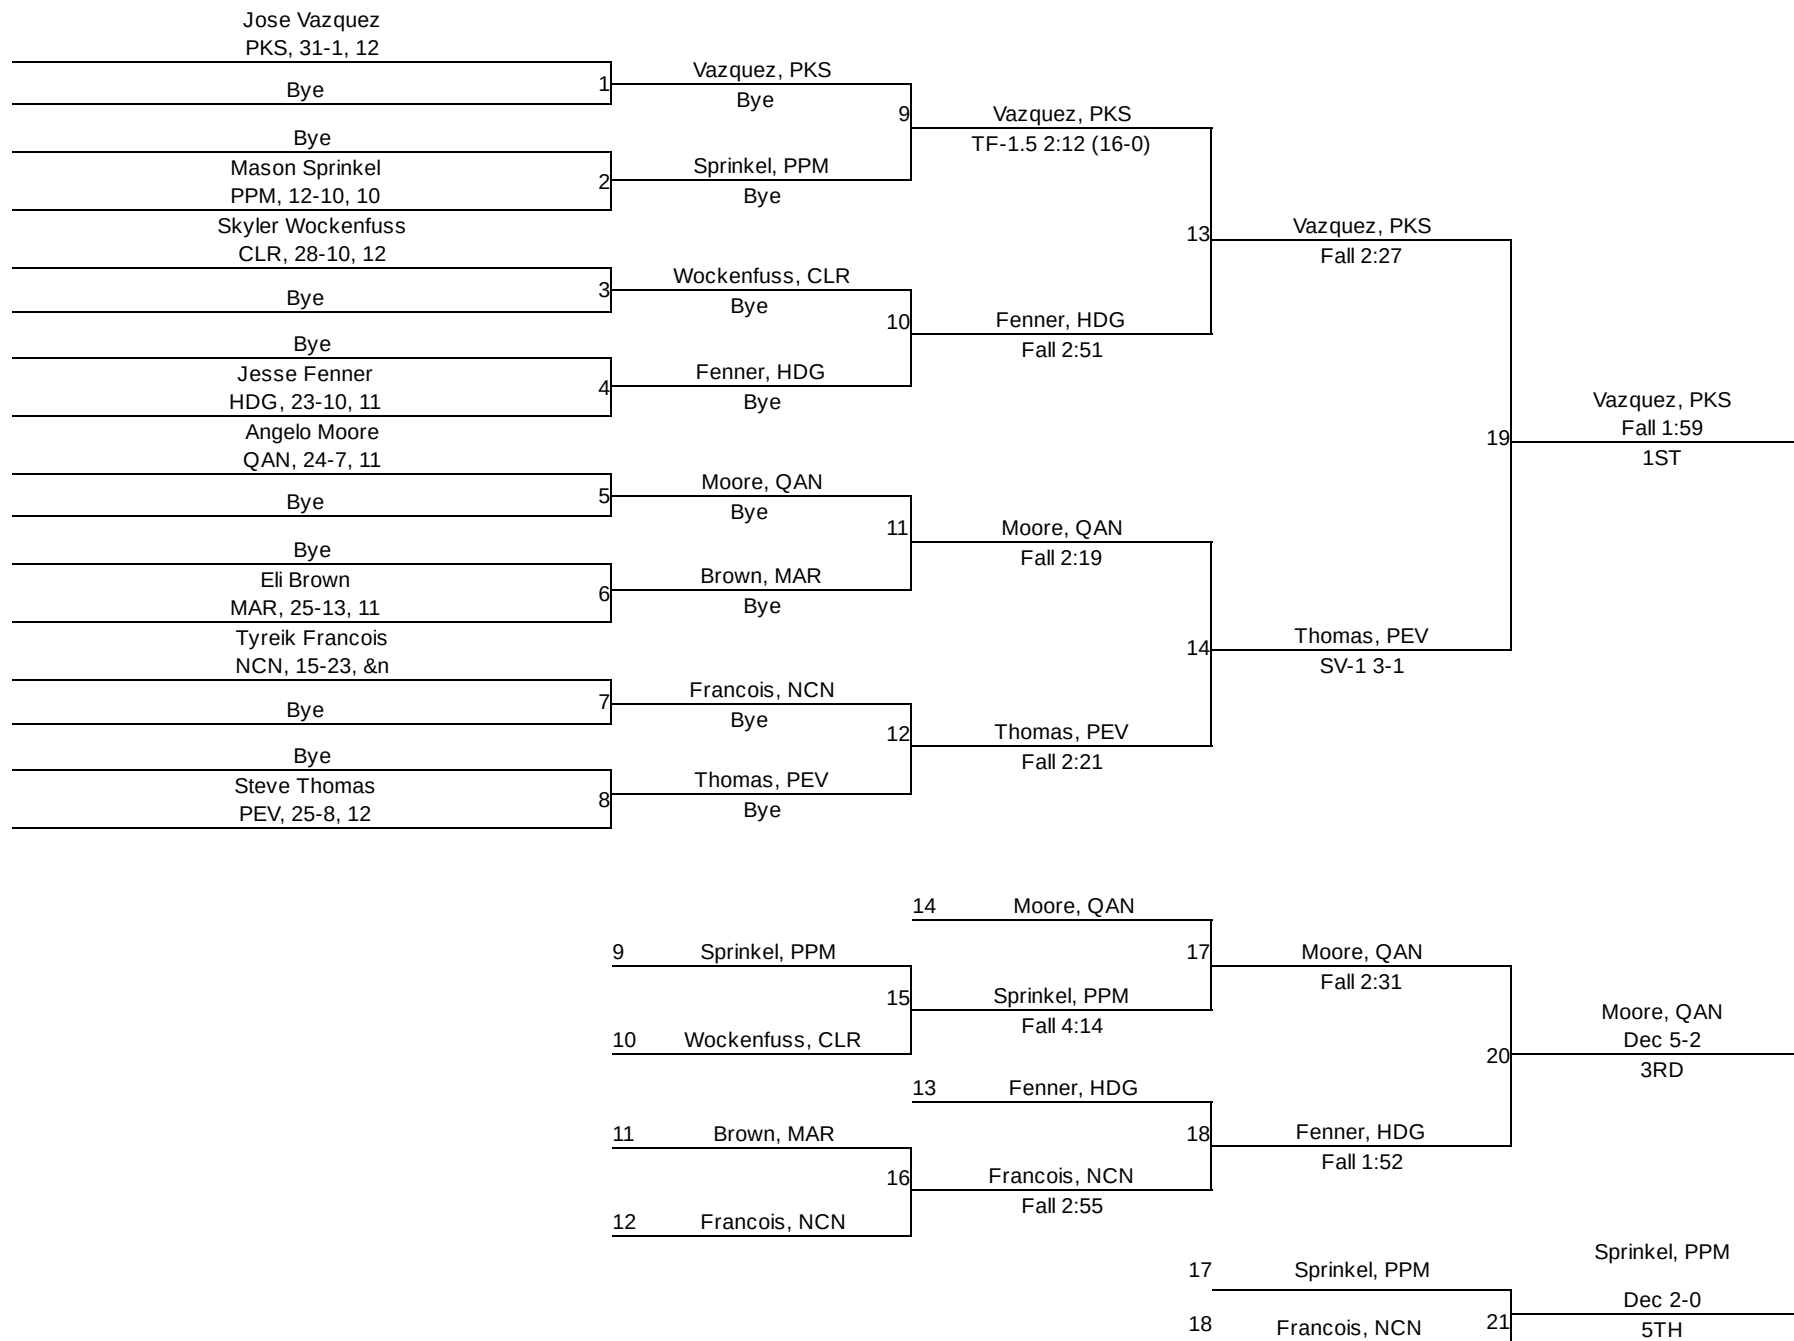 Jose Vazquez
PKS, 31-1, 12
Bye
1
Bye
Mason Sprinkel
PPM, 12-10, 10
2
Skyler Wockenfuss
CLR, 28-10, 12
Bye
3
Bye
Jesse Fenner
HDG, 23-10, 11
4
Angelo Moore
QAN, 24-7, 11
Bye
5
Bye
Eli Brown
MAR, 25-13, 11
6
Tyreik Francois
NCN, 15-23, &n
Bye
7
Bye
Steve Thomas
PEV, 25-8, 12
8
Vazquez, PKS
Bye
9
Sprinkel, PPM
Bye
Wockenfuss, CLR
Bye
10
Fenner, HDG
Bye
Moore, QAN
Bye
11
Brown, MAR
Bye
Francois, NCN
Bye
12
Thomas, PEV
Bye
Vazquez, PKS
TF-1.5 2:12 (16-0)
13
Fenner, HDG
Fall 2:51
Moore, QAN
Fall 2:19
14
Thomas, PEV
Fall 2:21
Vazquez, PKS
Fall 2:27
19
Thomas, PEV
SV-1 3-1
Vazquez, PKS
Fall 1:59
1ST
14 Moore, QAN
9 Sprinkel, PPM
15
10 Wockenfuss, CLR
Sprinkel, PPM
Fall 4:14
17
13 Fenner, HDG
11 Brown, MAR
16
12 Francois, NCN
Francois, NCN
Fall 2:55
18
Moore, QAN
Fall 2:31
20
Fenner, HDG
Fall 1:52
Moore, QAN
Dec 5-2
3RD
17 Sprinkel, PPM
18 Francois, NCN
21
Sprinkel, PPM
Dec 2-0
5TH